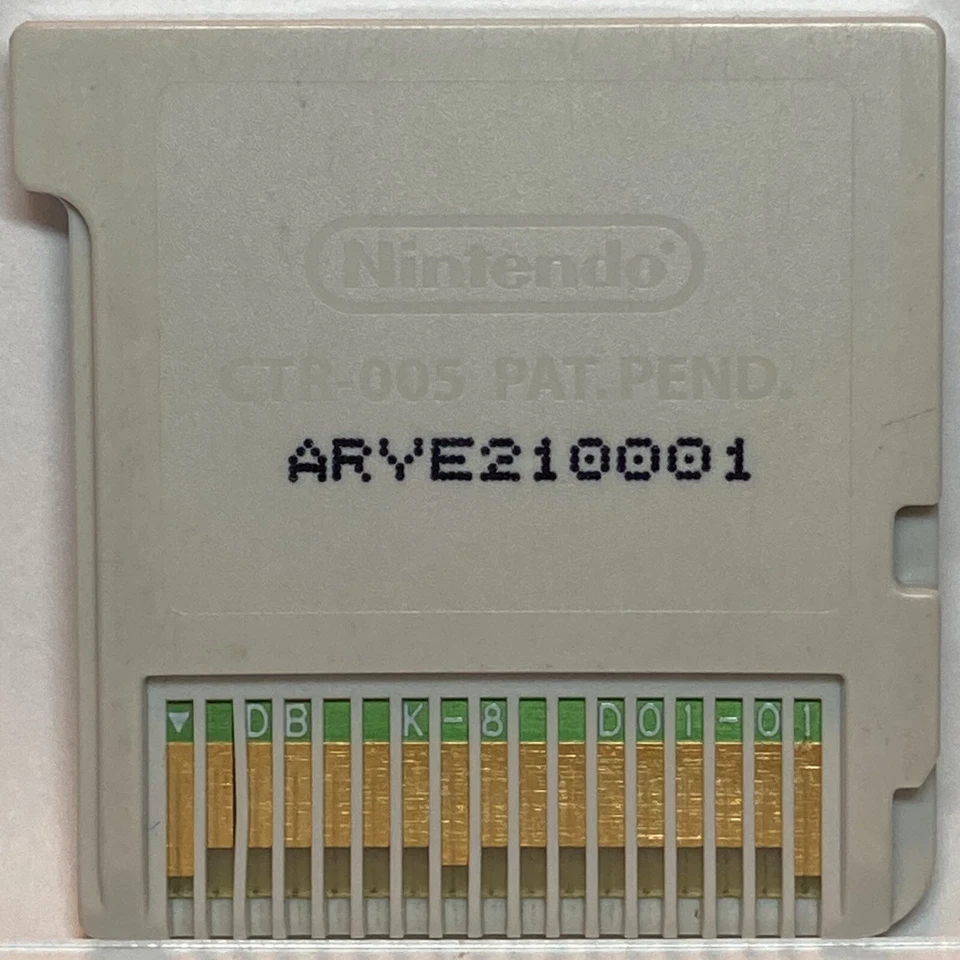 Nintendo®
CTR-005 PAT. PEND.
ARYE210001
▼ DB K-8 D01-01